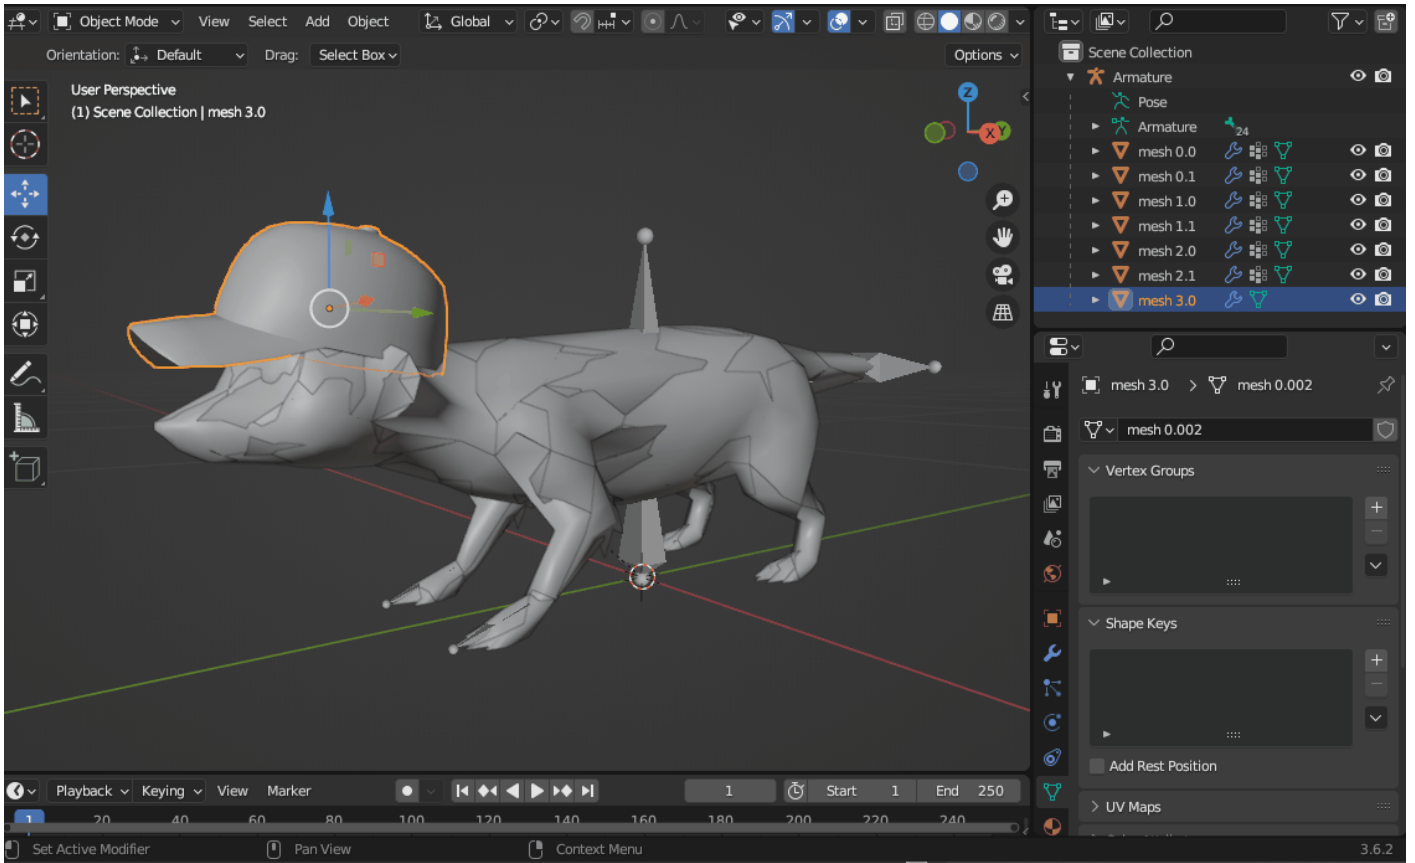 Object Mode View Select Add Object Global
Orientation: Default Drag: Select Box Options
User Perspective
(1) Scene Collection | mesh 3.0
Z
X Y
Scene Collection
Armature
Pose
Armature 24
mesh 0.0
mesh 0.1
mesh 1.0
mesh 1.1
mesh 2.0
mesh 2.1
mesh 3.0
mesh 3.0 > mesh 0.002
mesh 0.002
Vertex Groups
Shape Keys
Add Rest Position
UV Maps
Playback Keying View Marker 1 Start 1 End 250
1 20 40 60 80 100 120 140 160 180 200 220 240
Set Active Modifier Pan View Context Menu 3.6.2